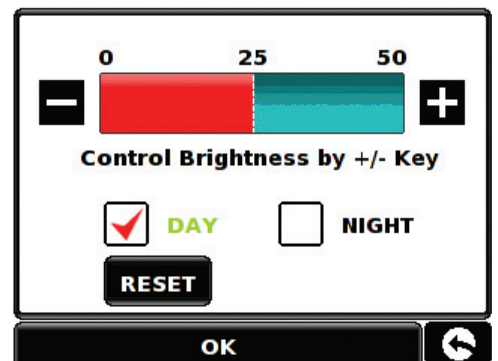 0 25 50
Control Brightness by +/- Key
DAY NIGHT
RESET
OK